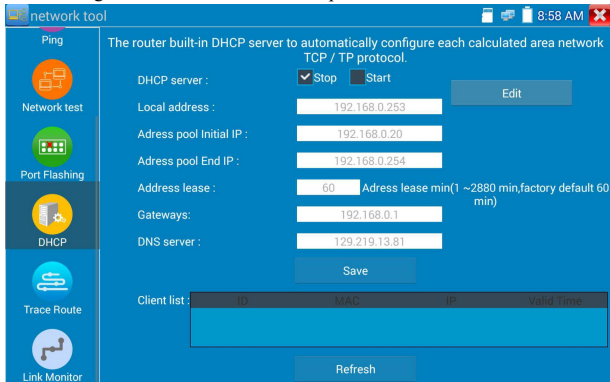 network tool
8:58 AM
Ping
Network test
Port Flashing
DHCP
Trace Route
Link Monitor
The router built-in DHCP server to automatically configure each calculated area network
TCP / TP protocol.
DHCP server :
Stop
Start
Edit
Local address :
192.168.0.253
Adress pool Initial IP :
192.168.0.20
Adress pool End IP :
192.168.0.254
Address lease :
60
Adress lease min(1 ~2880 min,factory default 60
min)
Gateways:
192.168.0.1
DNS server :
129.219.13.81
Save
Client list :
ID
MAC
IP
Valid Time
Refresh